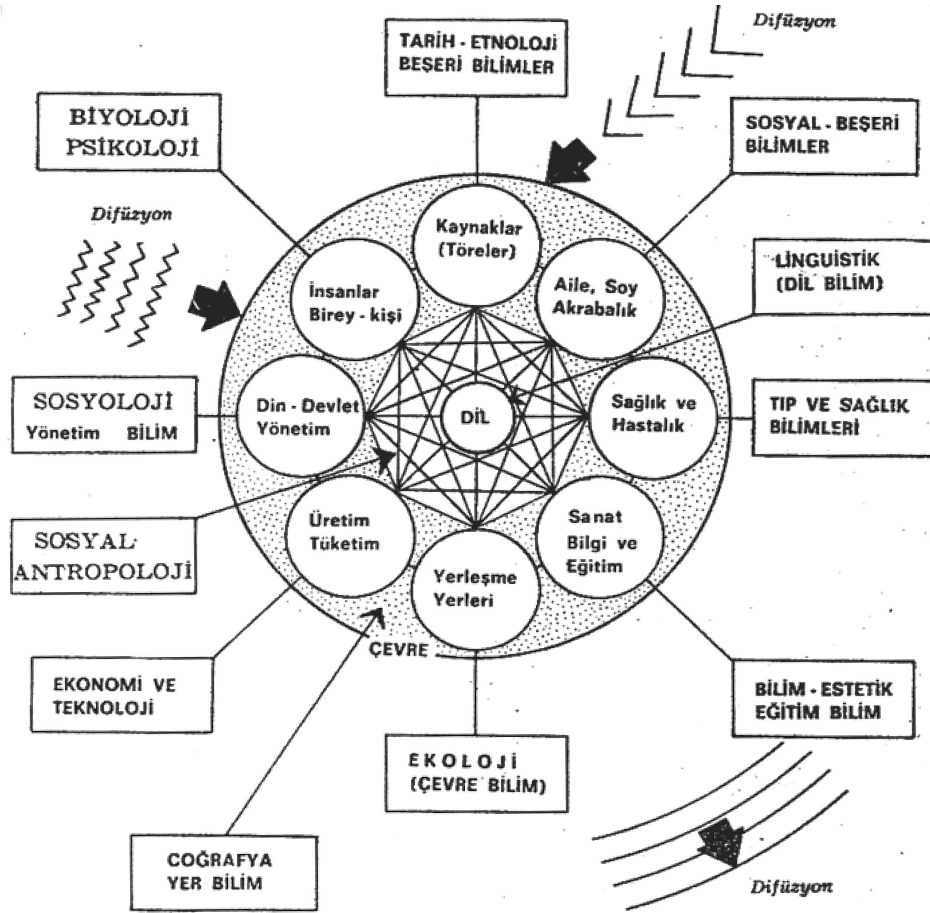 Difüzyon
TARİH - ETNOLOJİ
BEŞERİ BİLİMLER
BİYOLOJİ
PSİKOLOJİ
SOSYAL - BEŞERİ
BİLİMLER
Difüzyon
Kaynaklar
(Töreler)
İnsanlar
Birey - kişi
Aile, Soy
Akrabalık
LİNGUİSTİK
(DİL BİLİM)
SOSYOLOJİ
Yönetim BİLİM
Din - Devlet
Yönetim
DİL
Sağlık ve
Hastalık
TIP VE SAĞLIK
BİLİMLERİ
SOSYAL-
ANTROPOLOJİ
Üretim
Tüketim
Sanat
Bilgi ve
Eğitim
Yerleşme
Yerleri
ÇEVRE
EKONOMİ VE
TEKNOLOJİ
BİLİM - ESTETİK
EĞİTİM BİLİM
EKOLOJİ
(ÇEVRE BİLİM)
COĞRAFYA
YER BİLİM
Difüzyon